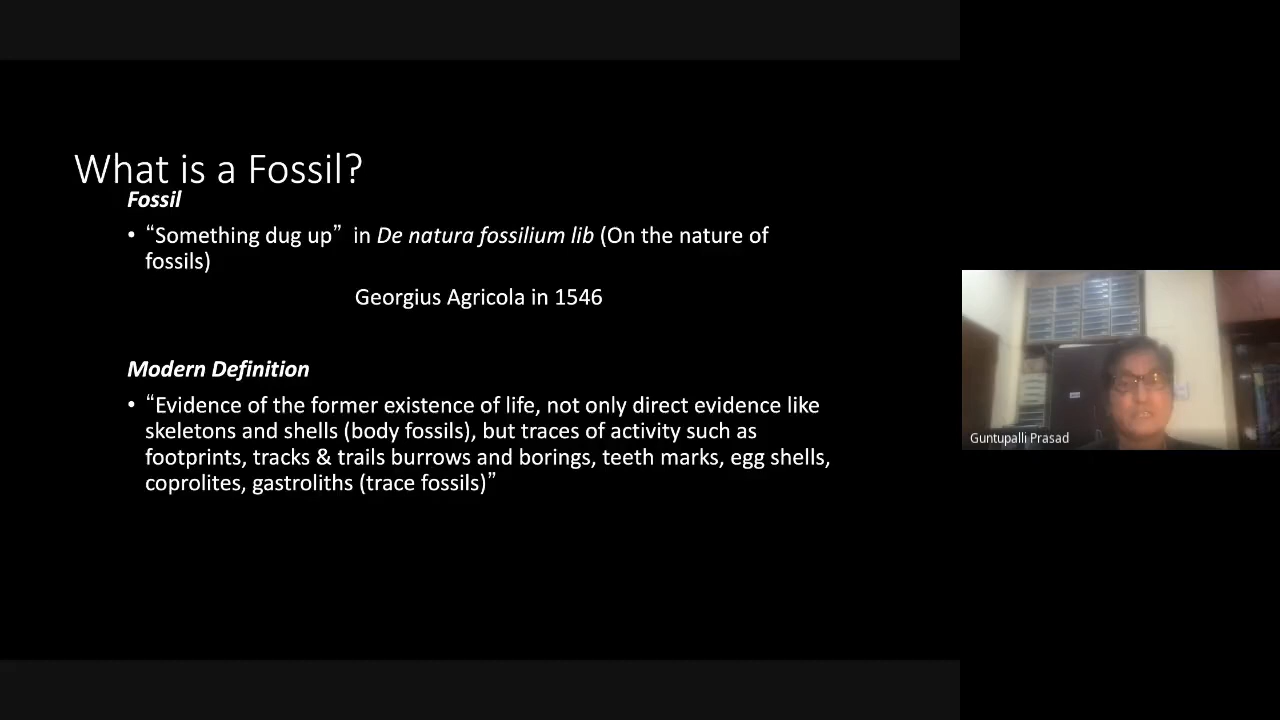 What is a Fossil?
Fossil
• “Something dug up”  in De natura fossilium lib (On the nature of
fossils)
Georgius Agricola in 1546
Modern Definition
• “Evidence of the former existence of life, not only direct evidence like
skeletons and shells (body fossils), but traces of activity such as
footprints, tracks & trails burrows and borings, teeth marks, egg shells,
coprolites, gastroliths (trace fossils)”
Guntupalli Prasad